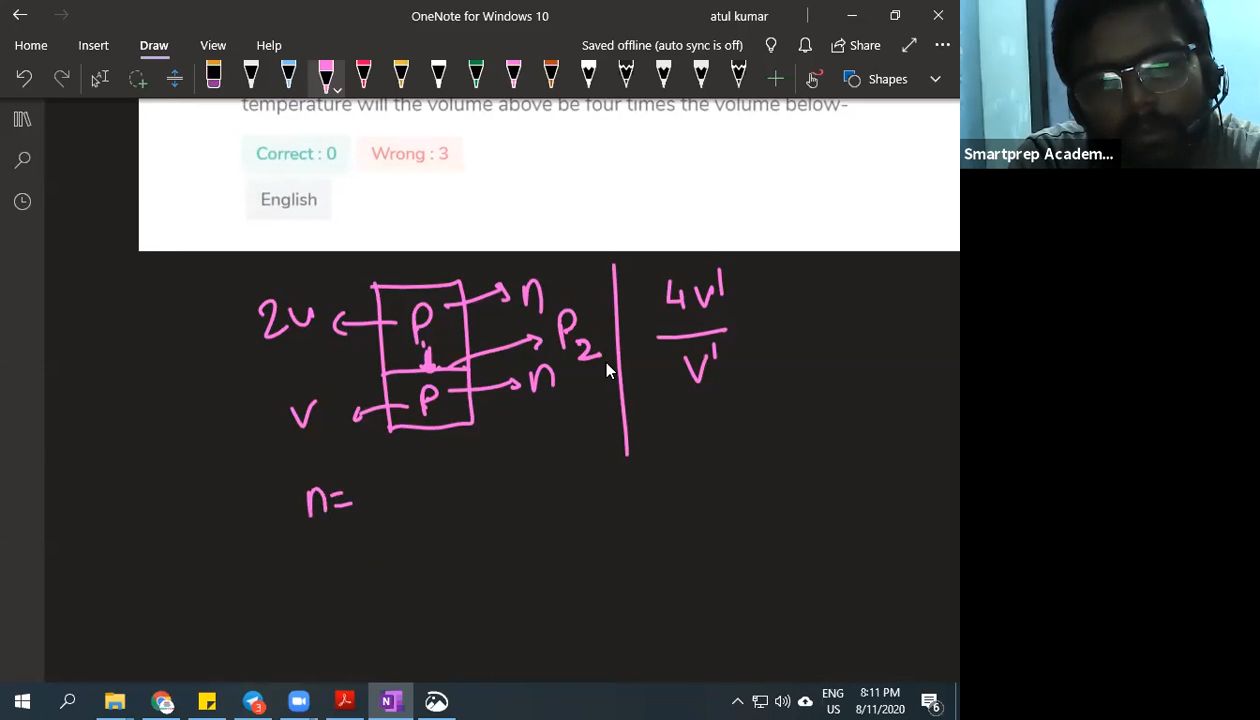 OneNote for Windows 10
atul kumar
Home Insert Draw View Help
Saved offline (auto sync is off)
Share
Shapes
temperature will the volume above be four times the volume below-
Correct : 0 Wrong : 3
English
2v P n
P2
v P n
4v'
v'
n=
Smartprep Academ...
3
ENG
US
8:11 PM
8/11/2020
6